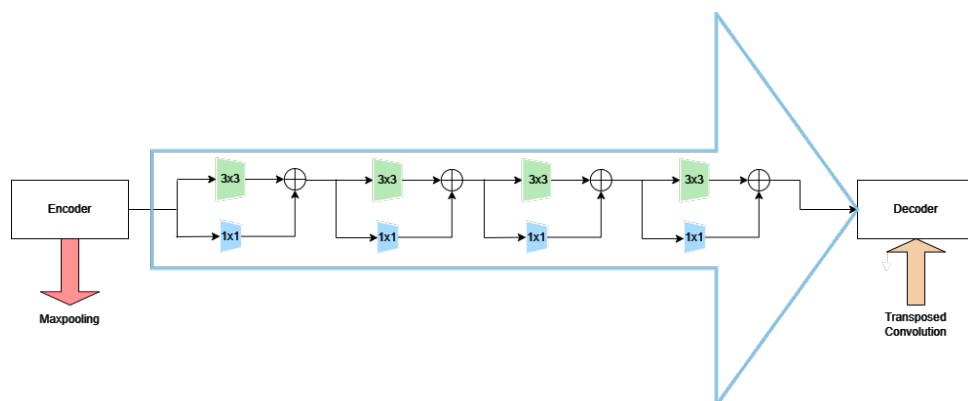 3x3
3x3
3x3
3x3
Encoder
Decoder
1x1
1x1
1x1
1x1
Maxpooling
Transposed
Convolution